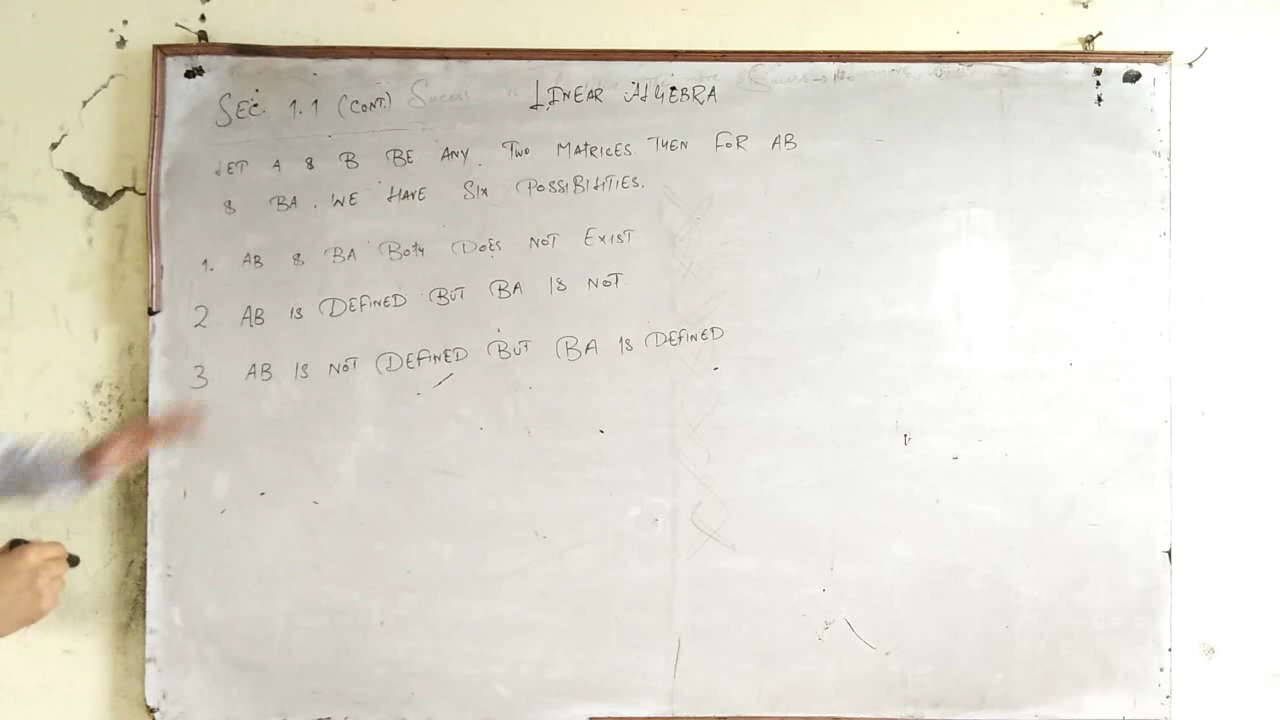 SEC. 1.1 (CONT.) LINEAR ALGEBRA
LET A & B BE ANY TWO MATRICES THEN FOR AB
& BA. WE HAVE SIX POSSIBILITIES.
1. AB & BA BOTH DOES NOT EXIST
2 AB IS DEFINED BUT BA IS NOT
3 AB IS NOT DEFINED BUT BA IS DEFINED